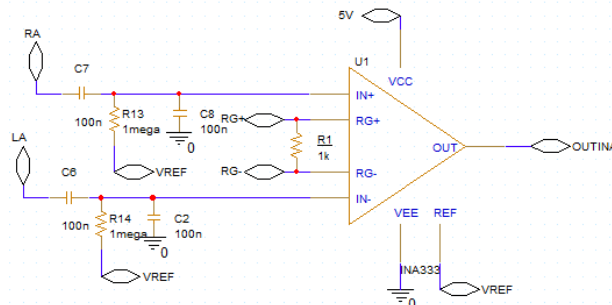 RA
C7
100n
R13
1mega
C8
100n
0
VREF
5V
U1
VCC
IN+
RG+
RG+
R1
1k
RG-
RG-
IN-
OUT
OUTINA
VEE
REF
INA333
0
VREF
LA
C6
100n
R14
1mega
C2
100n
0
VREF